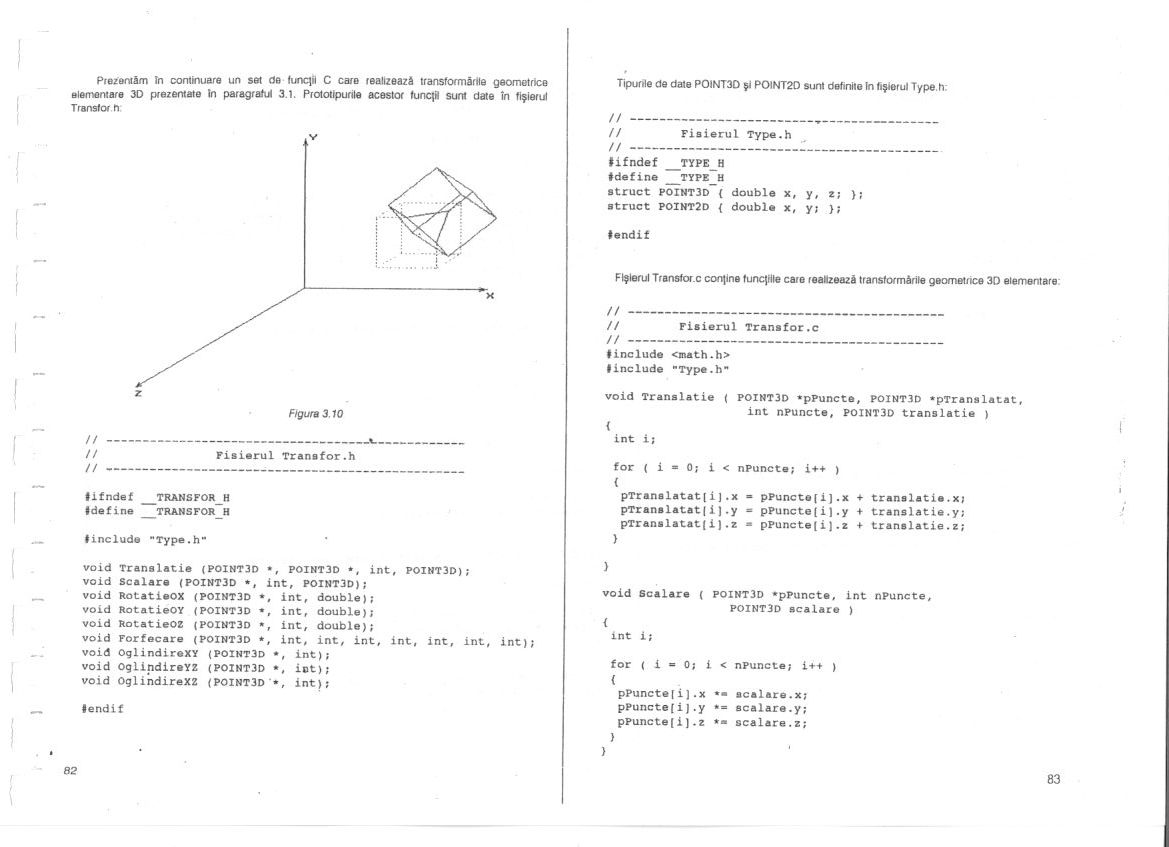 Prezentăm în continuare un set de funcţii C care realizează transformările geometrice
elementare 3D prezentate în paragraful 3.1. Prototipurile acestor funcţii sunt date în fişierul
Transfor.h:
Y
X
Z
Figura 3.10
// -------------------------------------------------
// Fisierul Transfor.h
// -------------------------------------------------
#ifndef __TRANSFOR_H
#define __TRANSFOR_H
#include "Type.h"
void Translatie (POINT3D *, POINT3D *, int, POINT3D);
void Scalare (POINT3D *, int, POINT3D);
void RotatieOX (POINT3D *, int, double);
void RotatieOY (POINT3D *, int, double);
void RotatieOZ (POINT3D *, int, double);
void Forfecare (POINT3D *, int, int, int, int, int, int, int);
void OglindireXY (POINT3D *, int);
void OglindireYZ (POINT3D *, int);
void OglindireXZ (POINT3D *, int);
#endif
82
Tipurile de date POINT3D şi POINT2D sunt definite în fişierul Type.h:
// -------------------------------------------
// Fisierul Type.h
// -------------------------------------------
#ifndef __TYPE_H
#define __TYPE_H
struct POINT3D { double x, y, z; };
struct POINT2D { double x, y; };
#endif
Fişierul Transfor.c conţine funcţiile care realizează transformările geometrice 3D elementare:
// -------------------------------------------
// Fisierul Transfor.c
// -------------------------------------------
#include <math.h>
#include "Type.h"
void Translatie ( POINT3D *pPuncte, POINT3D *pTranslatat,
int nPuncte, POINT3D translatie )
{
int i;
for ( i = 0; i < nPuncte; i++ )
{
pTranslatat[i].x = pPuncte[i].x + translatie.x;
pTranslatat[i].y = pPuncte[i].y + translatie.y;
pTranslatat[i].z = pPuncte[i].z + translatie.z;
}
}
void Scalare ( POINT3D *pPuncte, int nPuncte,
POINT3D scalare )
{
int i;
for ( i = 0; i < nPuncte; i++ )
{
pPuncte[i].x *= scalare.x;
pPuncte[i].y *= scalare.y;
pPuncte[i].z *= scalare.z;
}
}
83